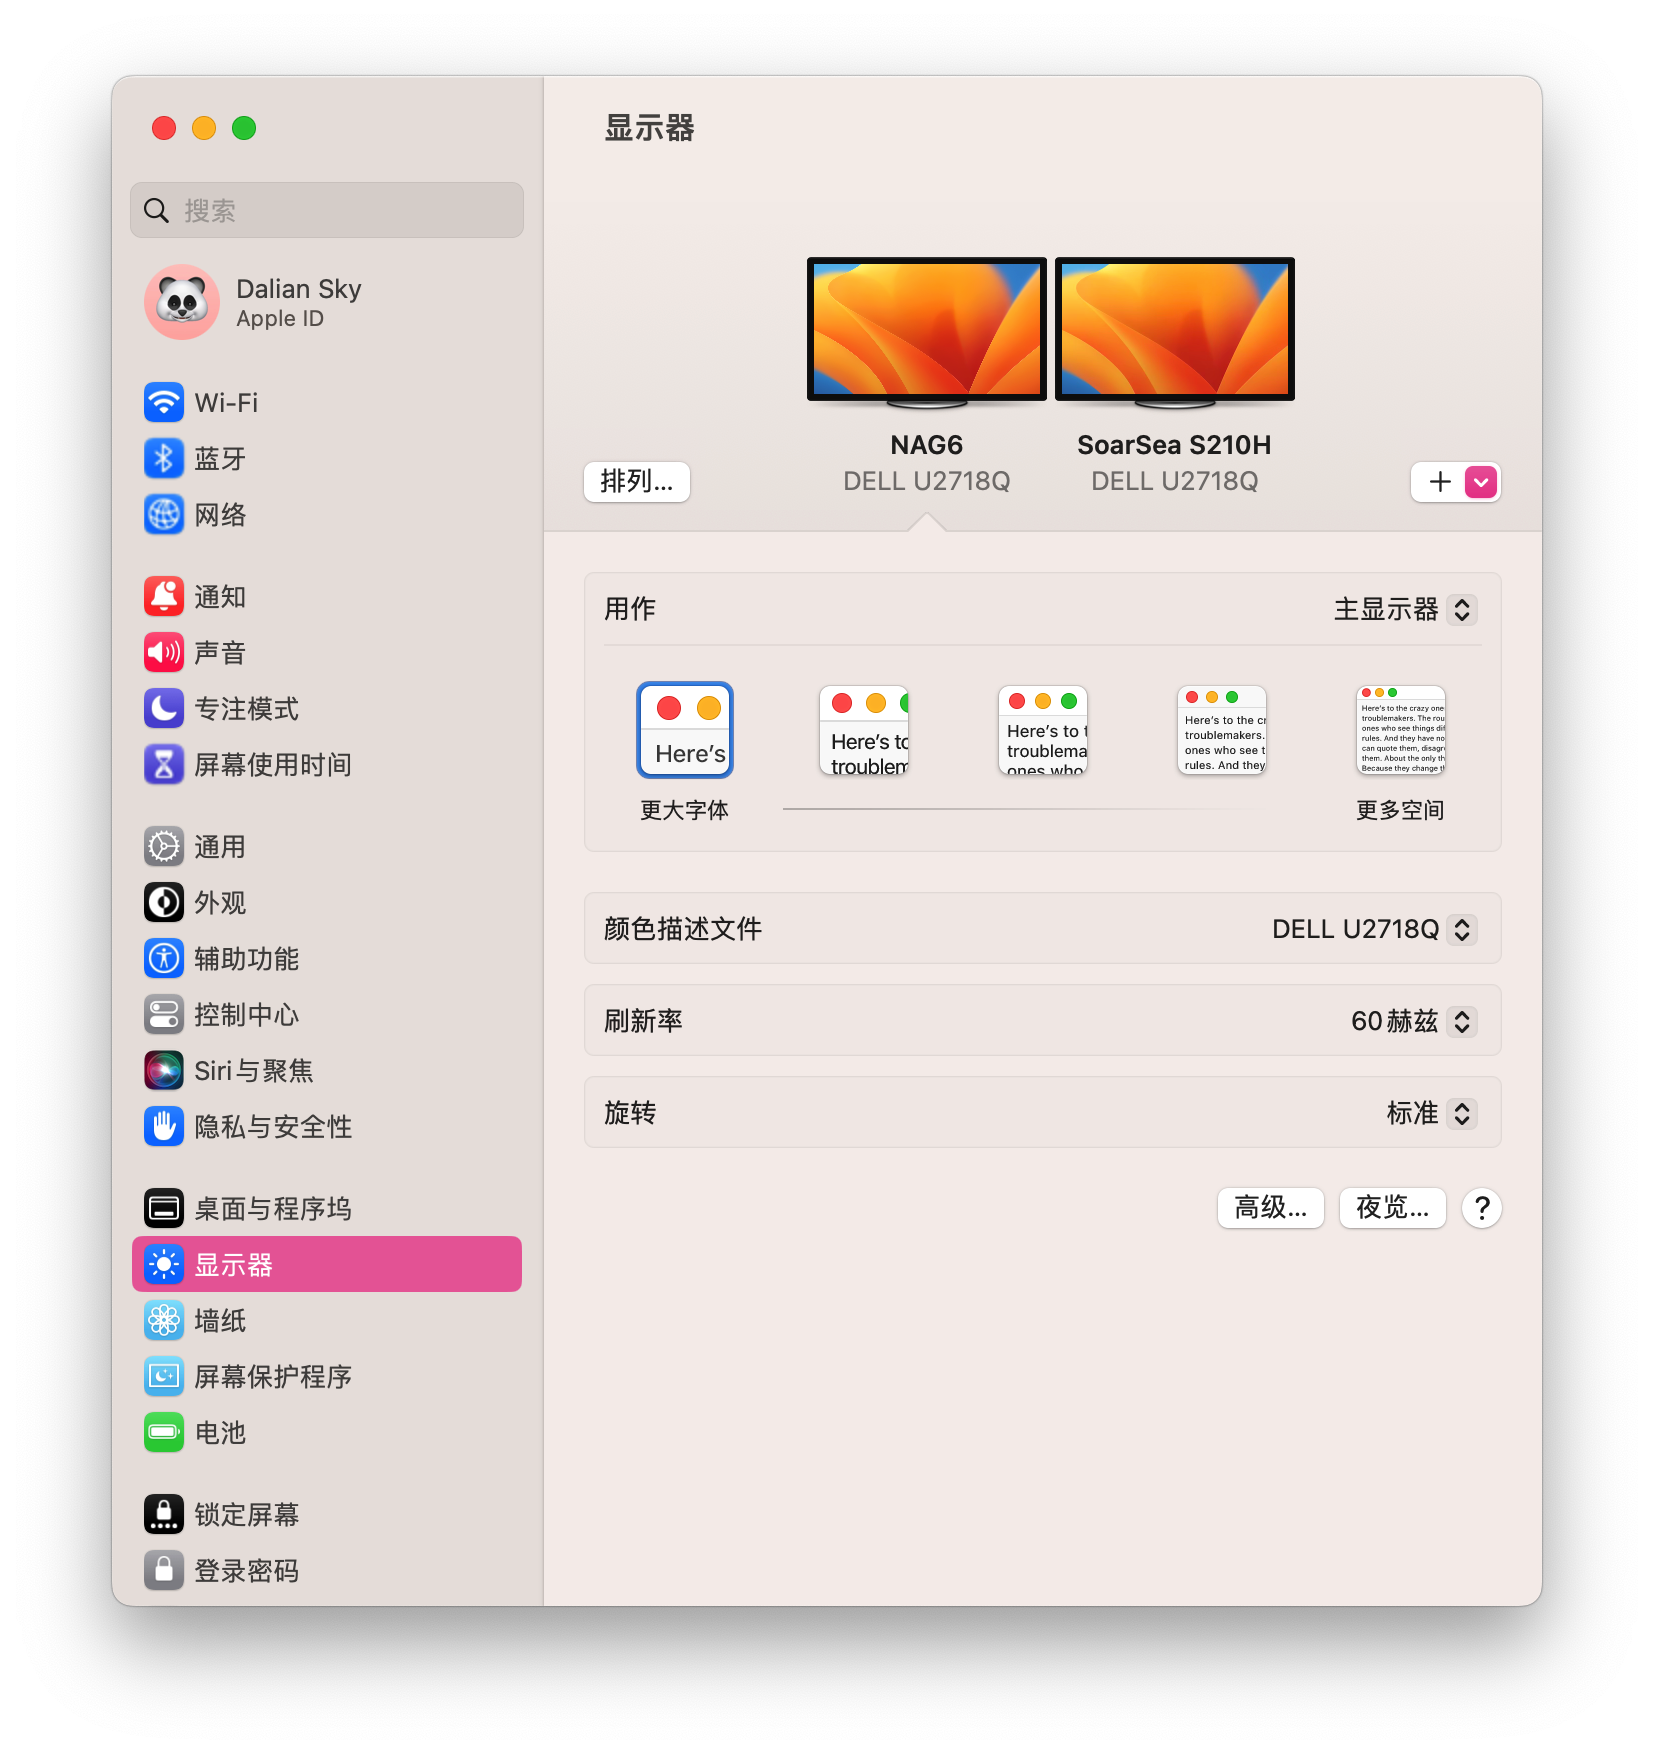 显示器
搜索
Dalian Sky
Apple ID
Wi-Fi
蓝牙
网络
通知
声音
专注模式
屏幕使用时间
通用
外观
辅助功能
控制中心
Siri与聚焦
隐私与安全性
桌面与程序坞
显示器
墙纸
屏幕保护程序
电池
锁定屏幕
登录密码
NAG6
DELL U2718Q
SoarSea S210H
DELL U2718Q
排列...
用作
主显示器
Here's
Here's to
troublem
Here's to t
troublema
ones who
Here's to the cr
troublemakers.
ones who see t
rules. And they
Here's to the crazy one
troublemakers. The rou
ones who see things dif
rules. And they have no
can quote them, disagr
them. About the only th
Because they change t
更大字体
更多空间
颜色描述文件
DELL U2718Q
刷新率
60赫兹
旋转
标准
高级...
夜览...
?